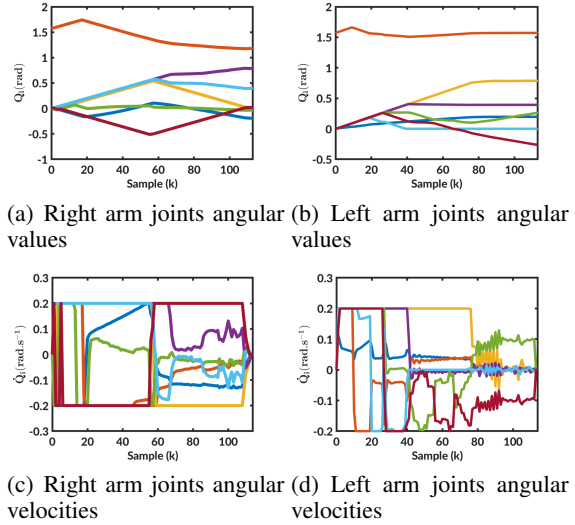 2
1.5
1
0.5
0
-0.5
-1
Qi(rad)
0 20 40 60 80 100
Sample (k)
2
1.5
1
0.5
0
-0.5
Qi(rad)
0 20 40 60 80 100
Sample (k)
(a) Right arm joints angular values
(b) Left arm joints angular values
0.3
0.2
0.1
0
-0.1
-0.2
-0.3
Q̇i(rad.s⁻¹)
0 20 40 60 80 100
Sample (k)
0.3
0.2
0.1
0
-0.1
-0.2
Q̇i(rad.s⁻¹)
0 20 40 60 80 100
Sample (k)
(c) Right arm joints angular velocities
(d) Left arm joints angular velocities